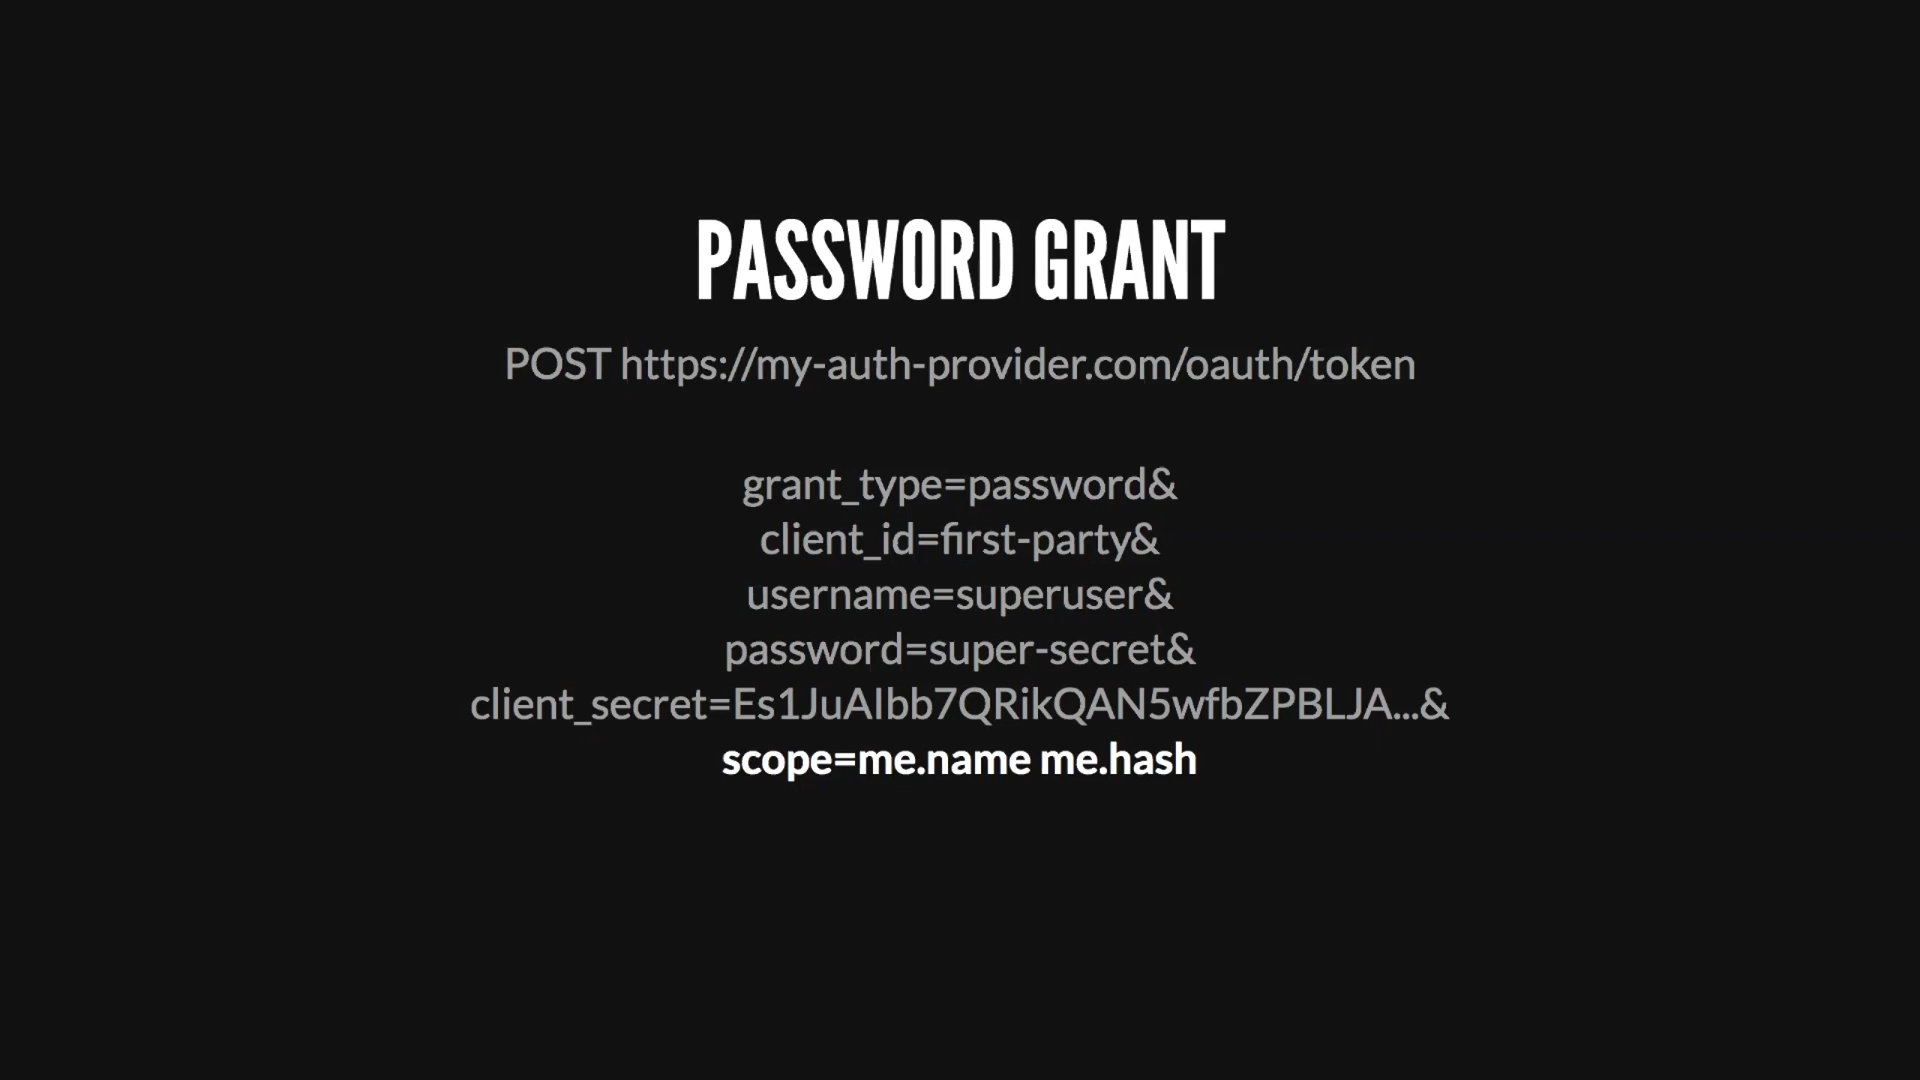 PASSWORD GRANT
POST https://my-auth-provider.com/oauth/token
grant_type=password&
client_id=first-party&
username=superuser&
password=super-secret&
client_secret=Es1JuAIbb7QRikQAN5wfbZPBLJA...&
scope=me.name me.hash